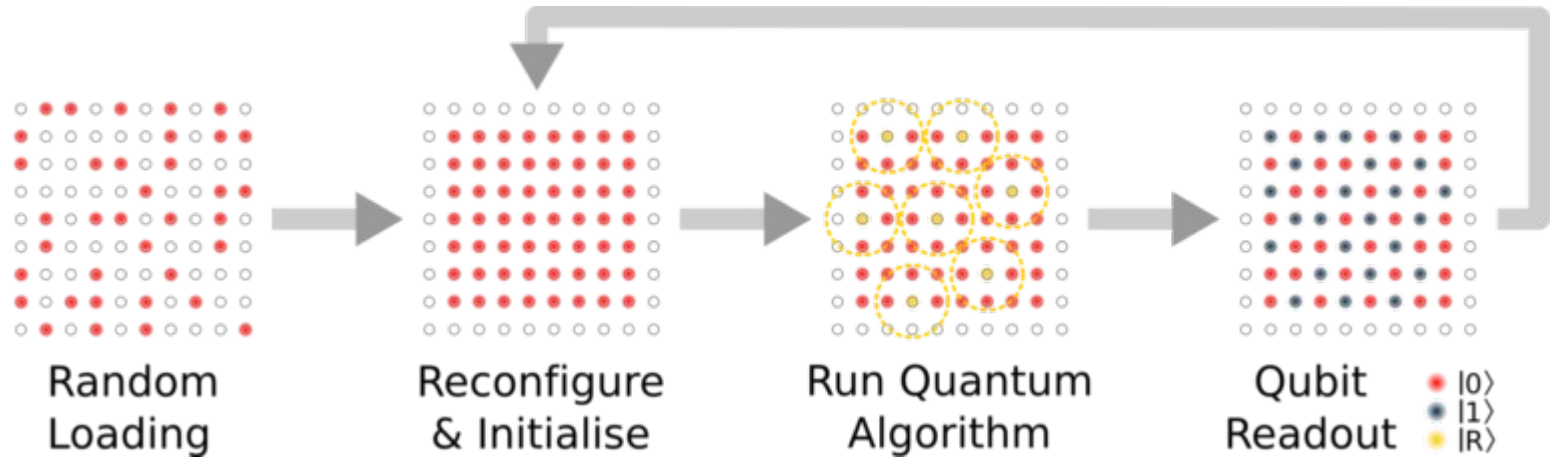 Random
Loading
Reconfigure
& Initialise
Run Quantum
Algorithm
Qubit
Readout
|0⟩
|1⟩
|R⟩